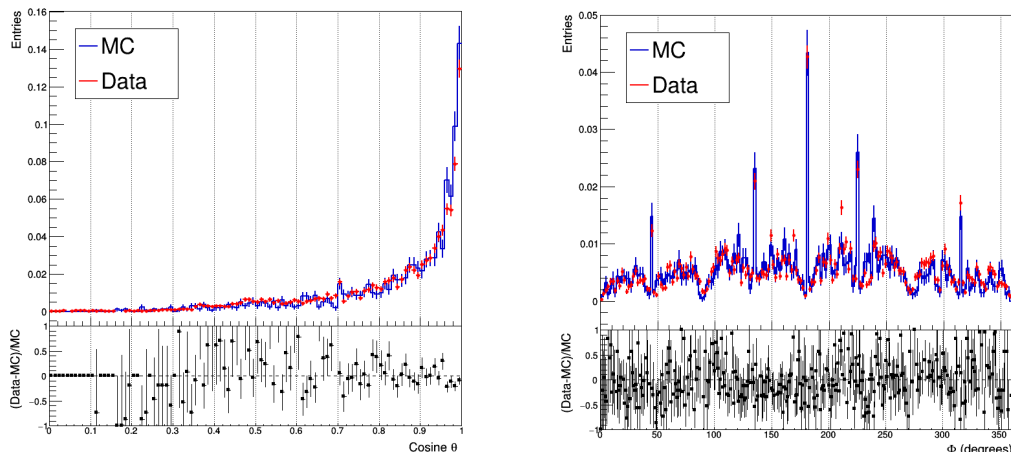 Entries
0.16
0.14
0.12
0.1
0.08
0.06
0.04
0.02
0
MC
Data
(Data-MC)/MC
1
0.5
0
-0.5
-1
0 0.1 0.2 0.3 0.4 0.5 0.6 0.7 0.8 0.9 1
Cosine θ
Entries
0.05
0.04
0.03
0.02
0.01
0
MC
Data
(Data-MC)/MC
1
0.5
0
-0.5
-1
0 50 100 150 200 250 300 350
Φ (degrees)